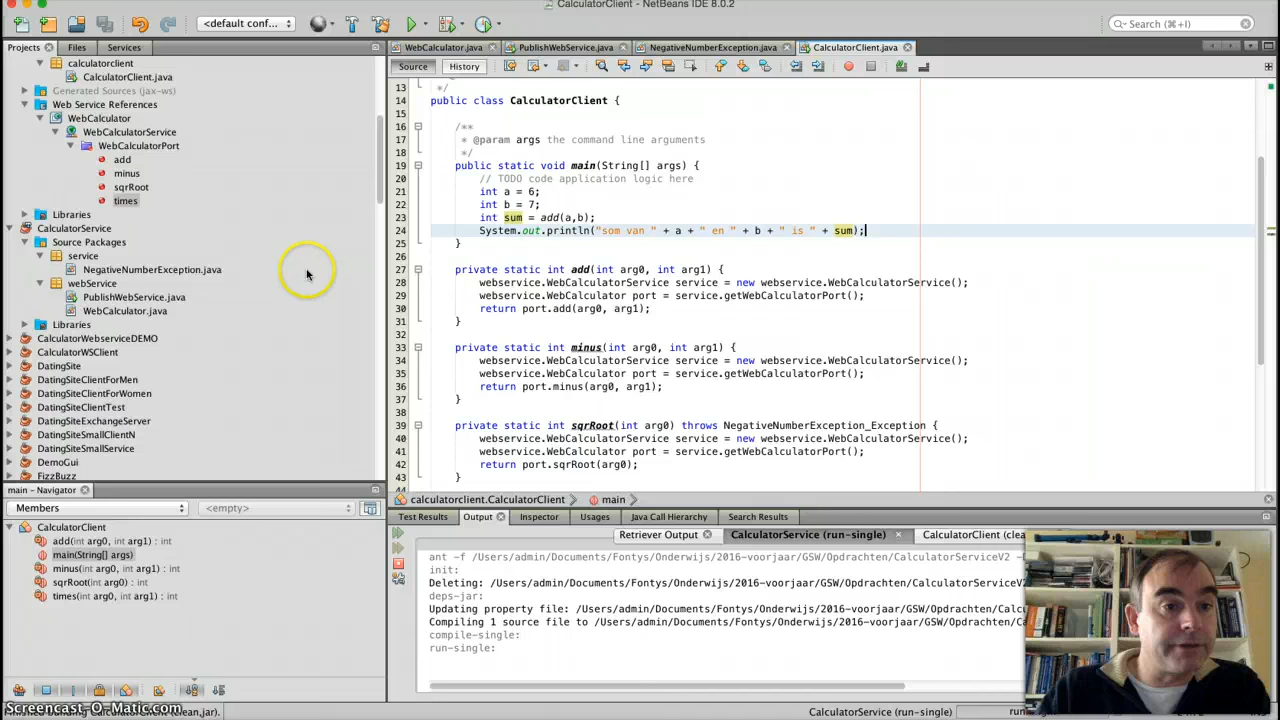 CalculatorClient - NetBeans IDE 8.0.2
<default conf...
Search (⌘+I)
Projects
Files
Services
WebCalculator.java
PublishWebService.java
NegativeNumberException.java
CalculatorClient.java
Source
History
calculatorclient
CalculatorClient.java
Generated Sources (jax-ws)
Web Service References
WebCalculator
WebCalculatorService
WebCalculatorPort
add
minus
sqrRoot
times
Libraries
CalculatorService
Source Packages
service
NegativeNumberException.java
webService
PublishWebService.java
WebCalculator.java
Libraries
CalculatorWebserviceDEMO
CalculatorWSClient
DatingSite
DatingSiteClientForMen
DatingSiteClientForWomen
DatingSiteClientTest
DatingSiteExchangeServer
DatingSiteSmallClientN
DatingSiteSmallService
DemoGui
FizzBuzz
13 */
14 public class CalculatorClient {
15
16 /**
17 * @param args the command line arguments
18 */
19 public static void main(String[] args) {
20 // TODO code application logic here
21 int a = 6;
22 int b = 7;
23 int sum = add(a,b);
24 System.out.println("som van " + a + " en " + b + " is " + sum);
25 }
26
27 private static int add(int arg0, int arg1) {
28 webservice.WebCalculatorService service = new webservice.WebCalculatorService();
29 webservice.WebCalculatorPort port = service.getWebCalculatorPort();
30 return port.add(arg0, arg1);
31 }
32
33 private static int minus(int arg0, int arg1) {
34 webservice.WebCalculatorService service = new webservice.WebCalculatorService();
35 webservice.WebCalculator port = service.getWebCalculatorPort();
36 return port.minus(arg0, arg1);
37 }
38
39 private static int sqrRoot(int arg0) throws NegativeNumberException_Exception {
40 webservice.WebCalculatorService service = new webservice.WebCalculatorService();
41 webservice.WebCalculator port = service.getWebCalculatorPort();
42 return port.sqrRoot(arg0);
43 }
44
calculatorclient.CalculatorClient
main
main - Navigator
Members
<empty>
CalculatorClient
add(int arg0, int arg1) : int
main(String[] args)
minus(int arg0, int arg1) : int
sqrRoot(int arg0) : int
times(int arg0, int arg1) : int
Test Results
Output
Inspector
Usages
Java Call Hierarchy
Search Results
Retriever Output
CalculatorService (run-single)
CalculatorClient (clea
ant -f /Users/admin/Documents/Fontys/Onderwijs/2016-voorjaar/GSW/Opdrachten/CalculatorServiceV2
init:
Deleting: /Users/admin/Documents/Fontys/Onderwijs/2016-voorjaar/GSW/Opdrachten/CalculatorServiceV2
deps-jar:
Updating property file: /Users/admin/Documents/Fontys/Onderwijs/2016-voorjaar/GSW/Opdrachten/Calcu
Compiling 1 source file to /Users/admin/Documents/Fontys/Onderwijs/2016-voorjaar/GSW/Opdrachten/Ca
compile-single:
run-single:
Screencast-O-Matic.com
Finished building CalculatorClient (clean,jar).
CalculatorService (run-single)